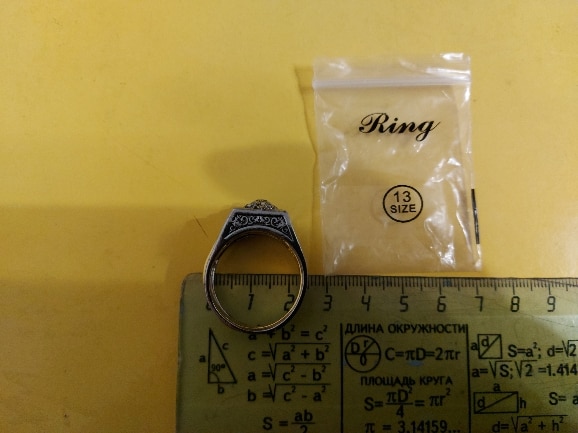 Ring
13
SIZE
1 2 3 4 5 6 7 8 9
a² + b² = c²
c = √a² + b²
a = √c² - b²
b = √c² - a²
a c
90°
b
S = ab/2
ДЛИНА ОКРУЖНОСТИ
D r
C=πD=2πr
ПЛОЩАДЬ КРУГА
S= πD²/4 = πr²
π = 3,14159...
a d
S=a²; d=√2
a=√S; √2 =1.414
a
d h
S= a
d=√a² + h²